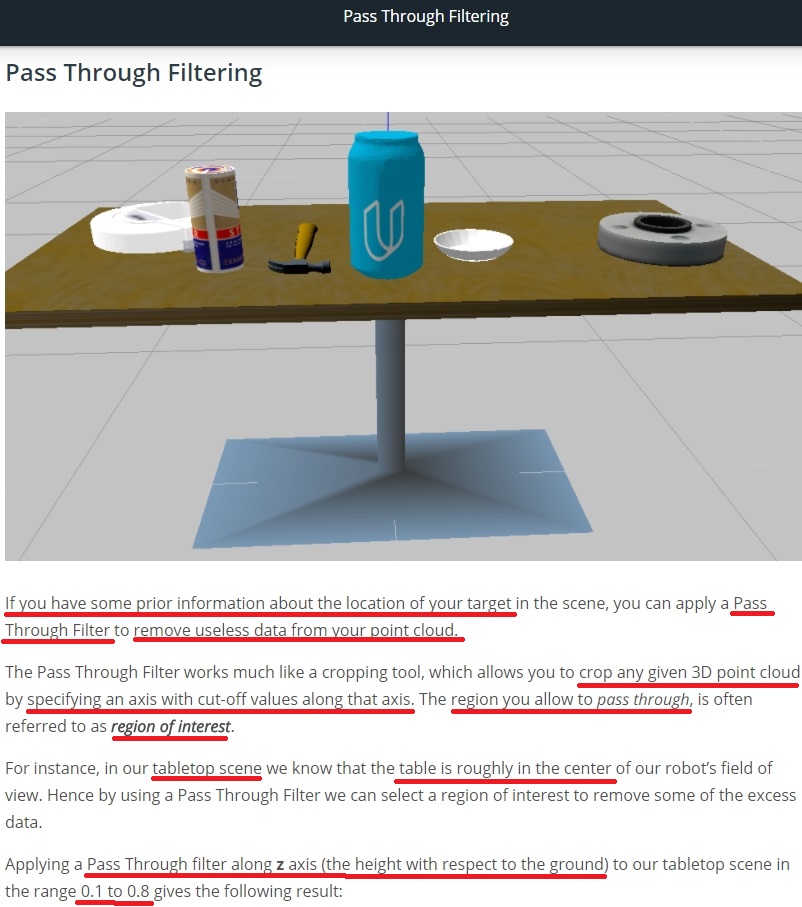 Pass Through Filtering
Pass Through Filtering
If you have some prior information about the location of your target in the scene, you can apply a Pass
Through Filter to remove useless data from your point cloud.
The Pass Through Filter works much like a cropping tool, which allows you to crop any given 3D point cloud
by specifying an axis with cut-off values along that axis. The region you allow to pass through, is often
referred to as region of interest.
For instance, in our tabletop scene we know that the table is roughly in the center of our robot’s field of
view. Hence by using a Pass Through Filter we can select a region of interest to remove some of the excess
data.
Applying a Pass Through filter along z axis (the height with respect to the ground) to our tabletop scene in
the range 0.1 to 0.8 gives the following result: